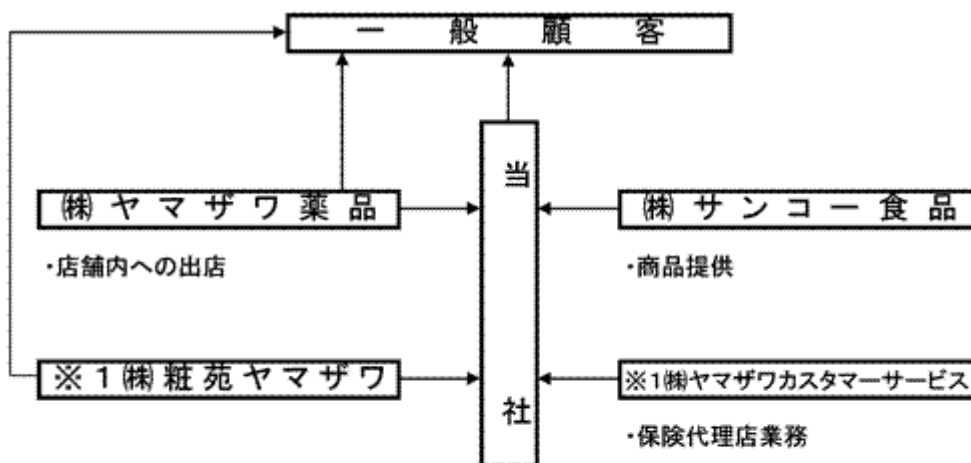 一般顧客
当社
㈱ヤマザワ薬品
・店舗内への出店
㈱サンコー食品
・商品提供
※1㈱粧苑ヤマザワ
※1㈱ヤマザワカスタマーサービス
・保険代理店業務